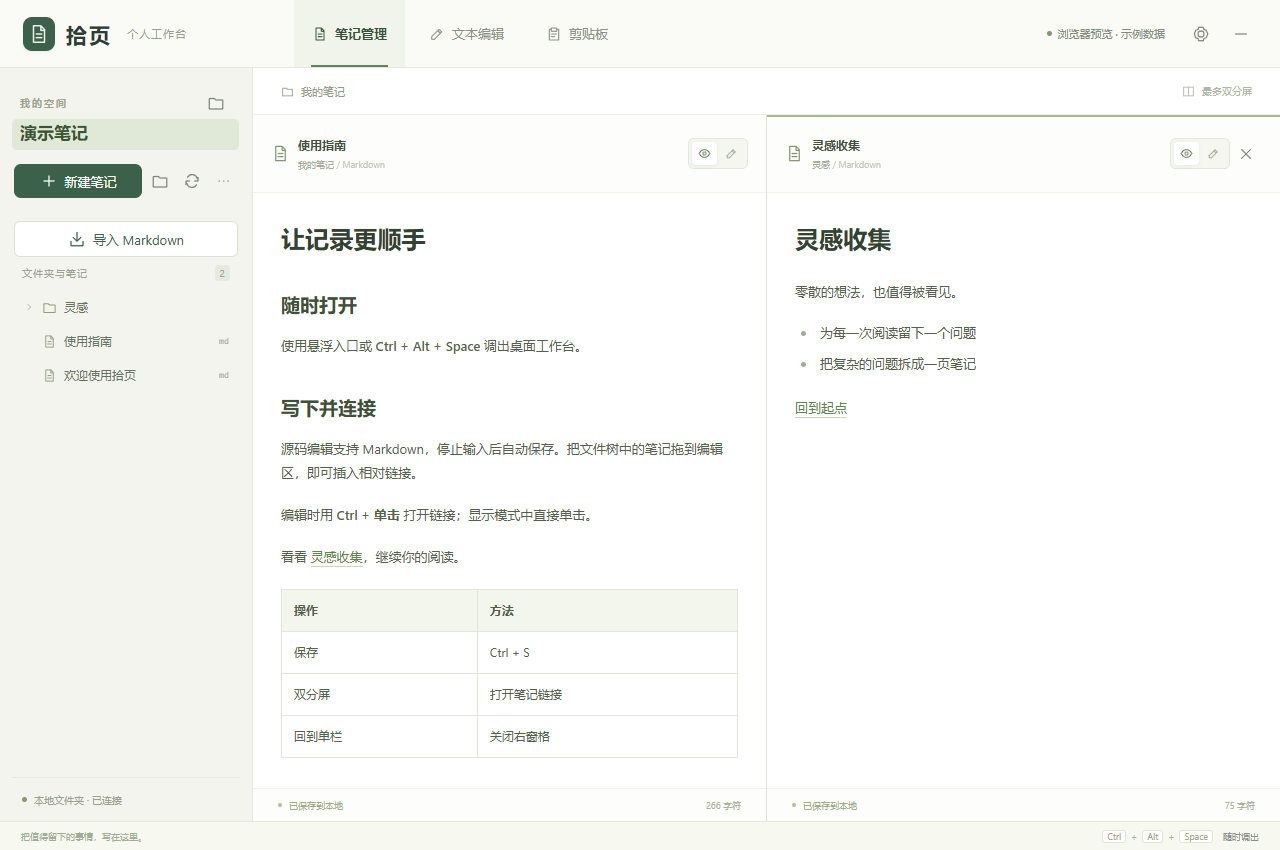 拾页
个人工作台
笔记管理
文本编辑
剪贴板
浏览器预览 · 示例数据
我的空间
演示笔记
新建笔记
导入 Markdown
文件夹与笔记
2
灵感
使用指南
md
欢迎使用拾页
md
本地文件夹 · 已连接
我的笔记
最多双分屏
使用指南
我的笔记 / Markdown
让记录更顺手
随时打开
使用悬浮入口或 Ctrl + Alt + Space 调出桌面工作台。
写下并连接
源码编辑支持 Markdown，停止输入后自动保存。把文件树中的笔记拖到编辑
区，即可插入相对链接。
编辑时用 Ctrl + 单击 打开链接；显示模式中直接单击。
看看 灵感收集，继续你的阅读。
操作 方法
保存 Ctrl + S
双分屏 打开笔记链接
回到单栏 关闭右窗格
已保存到本地
266 字符
灵感收集
灵感 / Markdown
灵感收集
零散的想法，也值得被看见。
为每一次阅读留下一个问题
把复杂的问题拆成一页笔记
回到起点
已保存到本地
75 字符
把值得留下的事情，写在这里。
Ctrl + Alt + Space 随时调出